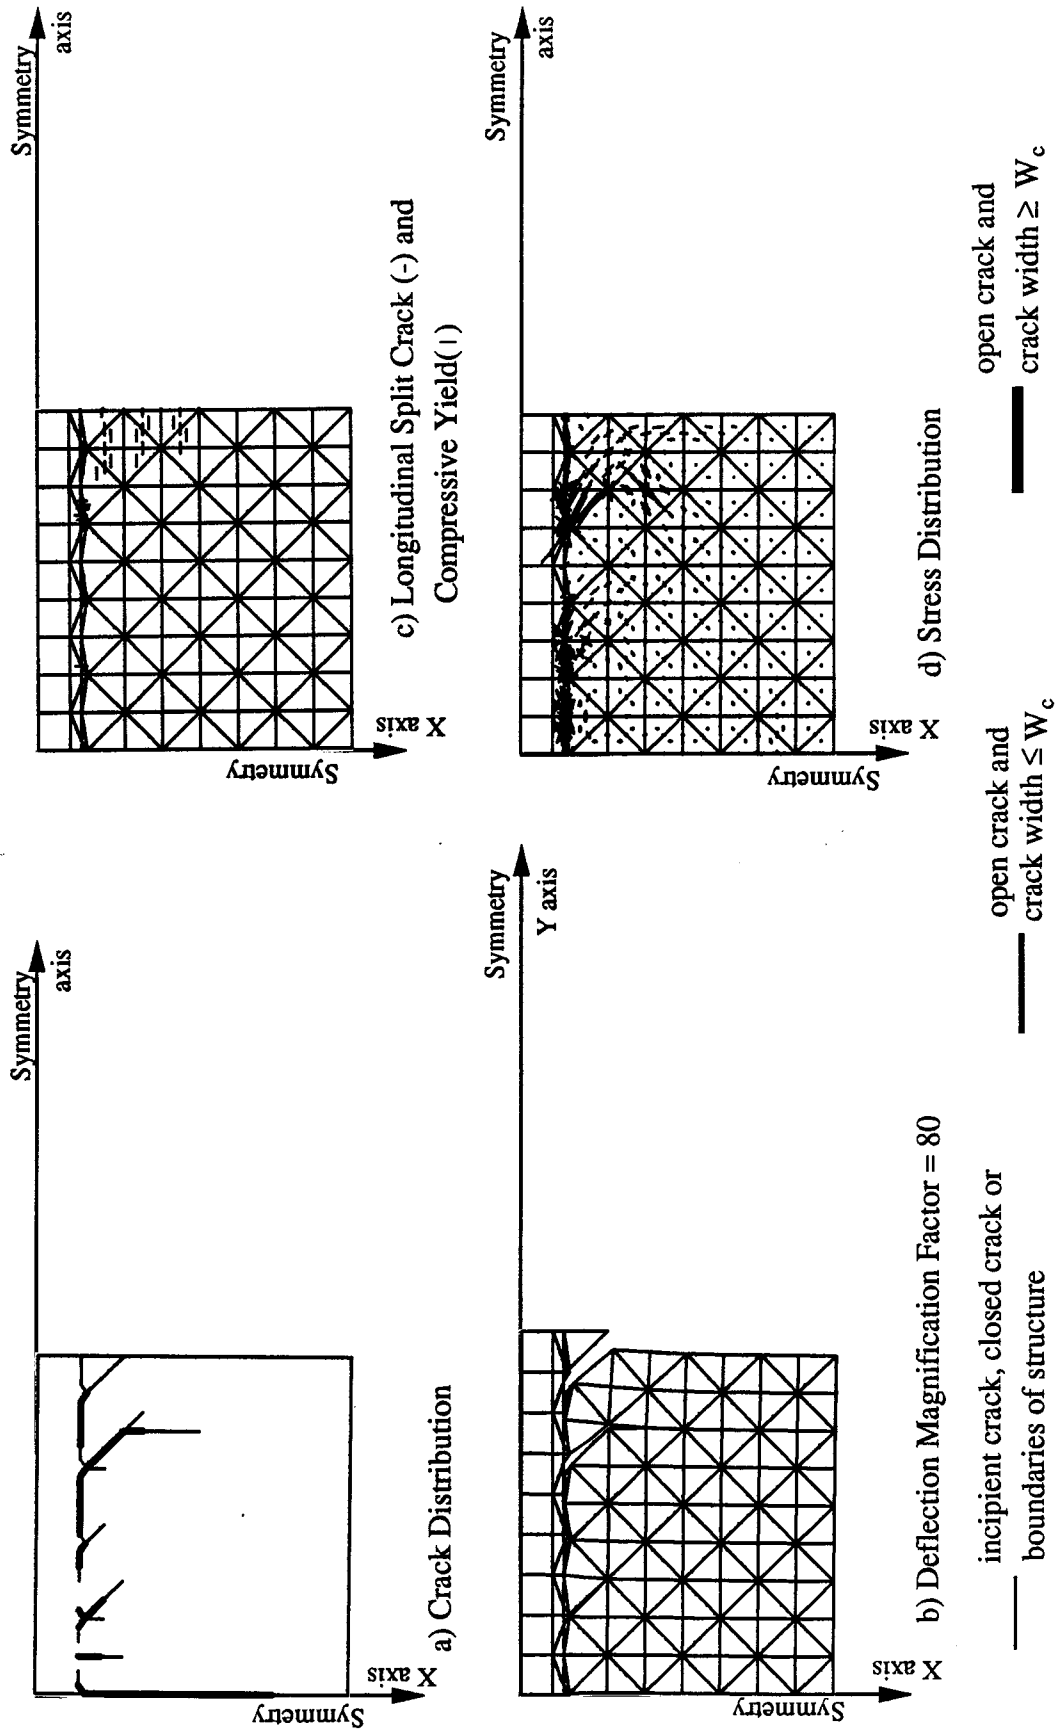 Symmetry
axis
X axis
Symmetry
a) Crack Distribution
Symmetry
Y axis
X axis
Symmetry
b) Deflection Magnification Factor = 80
Symmetry
axis
X axis
Symmetry
c) Longitudinal Split Crack (-) and
Compressive Yield(ı)
Symmetry
axis
X axis
Symmetry
d) Stress Distribution
incipient crack, closed crack or
boundaries of structure
open crack and
crack width ≤ Wc
open crack and
crack width ≥ Wc